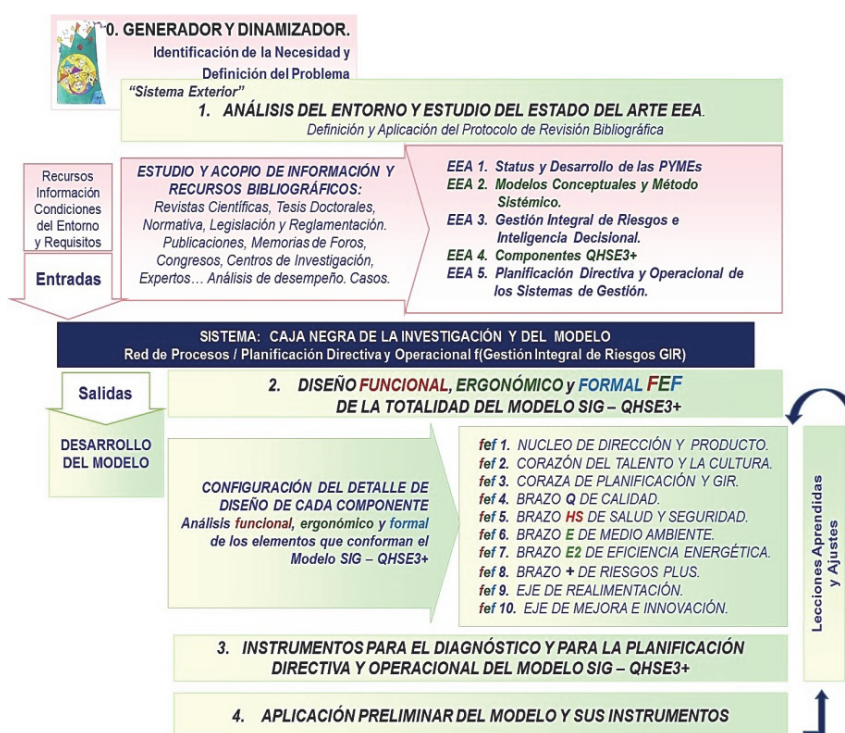 0. GENERADOR Y DINAMIZADOR.
Identificación de la Necesidad y
Definición del Problema
“Sistema Exterior”
1. ANÁLISIS DEL ENTORNO Y ESTUDIO DEL ESTADO DEL ARTE EEA.
Definición y Aplicación del Protocolo de Revisión Bibliográfica
Recursos
Información
Condiciones
del Entorno
y Requisitos
Entradas
ESTUDIO Y ACOPIO DE INFORMACIÓN Y
RECURSOS BIBLIOGRÁFICOS:
Revistas Científicas, Tesis Doctorales,
Normativa, Legislación y Reglamentación.
Publicaciones, Memorias de Foros,
Congresos, Centros de Investigación,
Expertos… Análisis de desempeño. Casos.
EEA 1. Status y Desarrollo de las PYMEs
EEA 2. Modelos Conceptuales y Método
Sistémico.
EEA 3. Gestión Integral de Riesgos e
Inteligencia Decisional.
EEA 4. Componentes QHSE3+
EEA 5. Planificación Directiva y Operacional de
los Sistemas de Gestión.
SISTEMA: CAJA NEGRA DE LA INVESTIGACIÓN Y DEL MODELO
Red de Procesos / Planificación Directiva y Operacional f(Gestión Integral de Riesgos GIR)
Salidas
DESARROLLO
DEL MODELO
2. DISEÑO FUNCIONAL, ERGONÓMICO y FORMAL FEF
DE LA TOTALIDAD DEL MODELO SIG – QHSE3+
CONFIGURACIÓN DEL DETALLE DE
DISEÑO DE CADA COMPONENTE
Análisis funcional, ergonómico y formal
de los elementos que conforman el
Modelo SIG – QHSE3+
fef 1. NUCLEO DE DIRECCIÓN Y PRODUCTO.
fef 2. CORAZÓN DEL TALENTO Y LA CULTURA.
fef 3. CORAZA DE PLANIFICACIÓN Y GIR.
fef 4. BRAZO Q DE CALIDAD.
fef 5. BRAZO HS DE SALUD Y SEGURIDAD.
fef 6. BRAZO E DE MEDIO AMBIENTE.
fef 7. BRAZO E2 DE EFICIENCIA ENERGÉTICA.
fef 8. BRAZO + DE RIESGOS PLUS.
fef 9. EJE DE REALIMENTACIÓN.
fef 10. EJE DE MEJORA E INNOVACIÓN.
Lecciones Aprendidas
y Ajustes
3. INSTRUMENTOS PARA EL DIAGNÓSTICO Y PARA LA PLANIFICACIÓN
DIRECTIVA Y OPERACIONAL DEL MODELO SIG – QHSE3+
4. APLICACIÓN PRELIMINAR DEL MODELO Y SUS INSTRUMENTOS